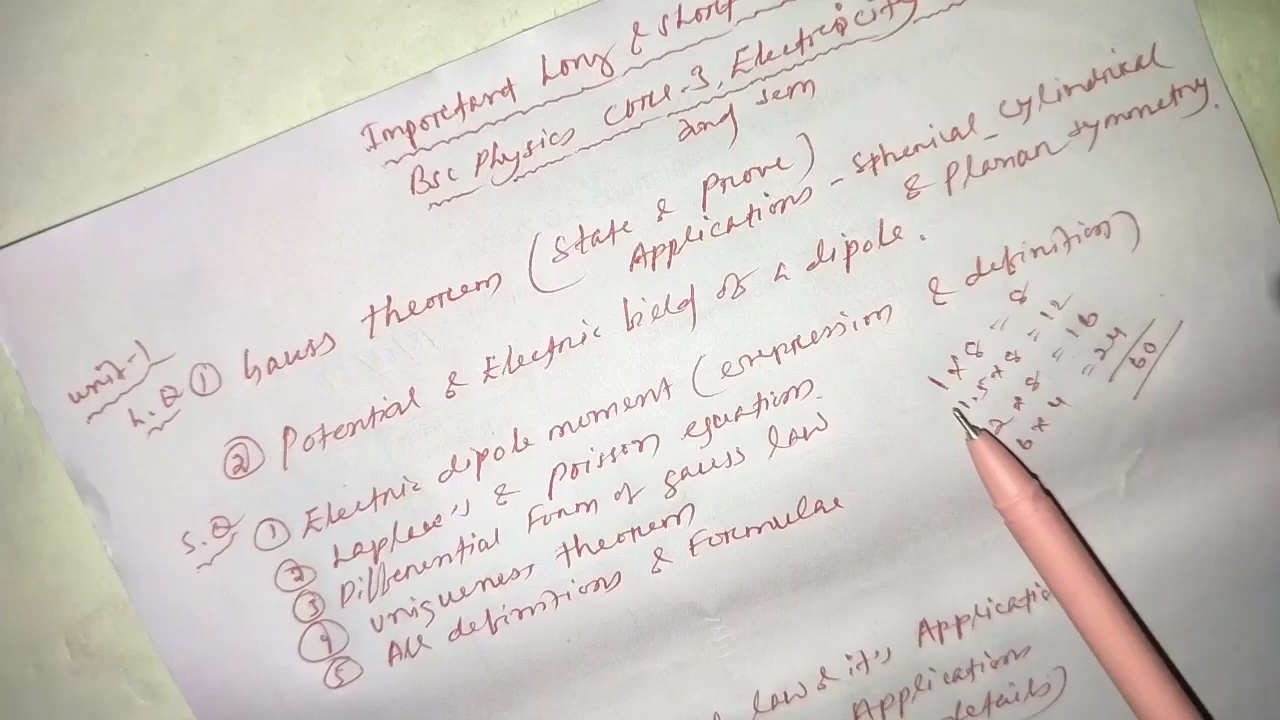 Important Long & Short
BSC Physics Core-3, Electricity
2nd sem
Unit-1
L.Q ① Gauss theorem (State & Prove)
Applications - Spherical, Cylindrical
& Planar symmetry.
② Potential & Electric field of a dipole.
S.Q ① Electric dipole moment (expression & definition)
② Laplace's & Poisson equation.
③ Differential Form of gauss law
④ Uniqueness theorem
⑤ All definitions & Formulae
1 × 8 = 8
1.5 × 8 = 12
2 × 8 = 16
6 × 4 = 24
60
law & it's Application
Applications
details)